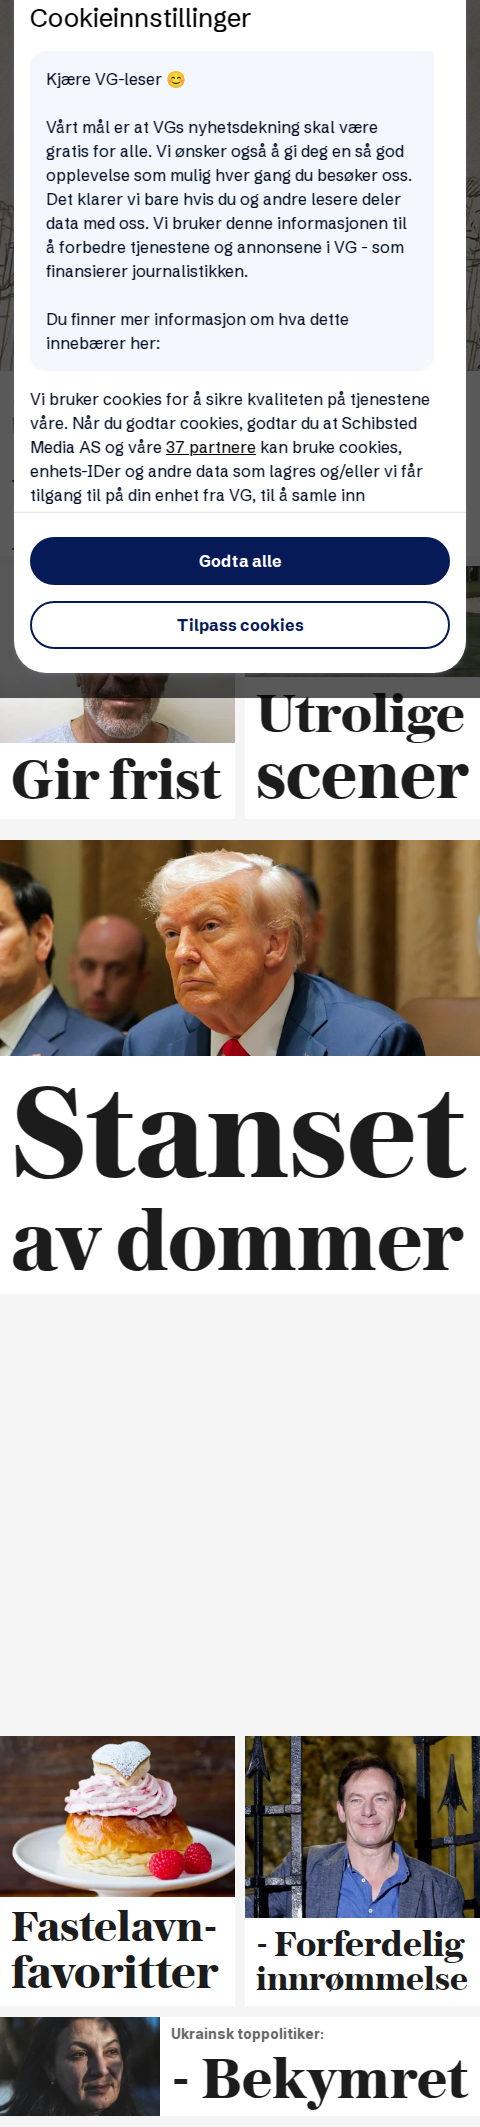 Cookieinnstillinger
Kjære VG-leser 😊
Vårt mål er at VGs nyhetsdekning skal være
gratis for alle. Vi ønsker også å gi deg en så god
opplevelse som mulig hver gang du besøker oss.
Det klarer vi bare hvis du og andre lesere deler
data med oss. Vi bruker denne informasjonen til
å forbedre tjenestene og annonsene i VG - som
finansierer journalistikken.
Du finner mer informasjon om hva dette
innebærer her:
Vi bruker cookies for å sikre kvaliteten på tjenestene
våre. Når du godtar cookies, godtar du at Schibsted
Media AS og våre 37 partnere kan bruke cookies,
enhets-IDer og andre data som lagres og/eller vi får
tilgang til på din enhet fra VG, til å samle inn
Godta alle
Tilpass cookies
Gir frist
Utrolige
scener
Stanset
av dommer
Fastelavn-
favoritter
- Forferdelig
innrømmelse
Ukrainsk toppolitiker:
- Bekymret